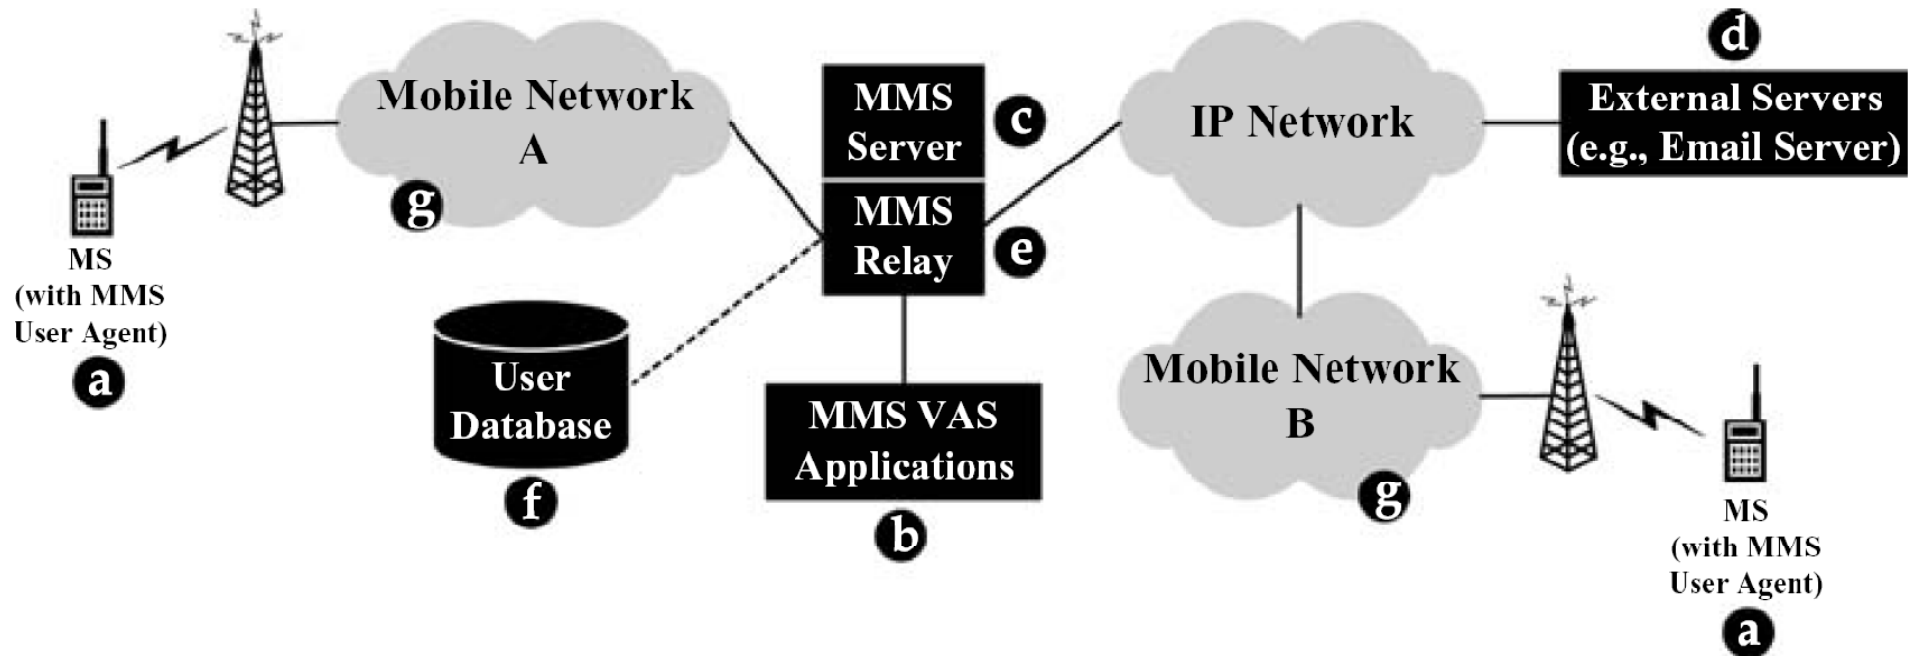 d
Mobile Network
A
g
MS
(with MMS
User Agent)
a
MMS
Server
c
MMS
Relay
e
IP Network
External Servers
(e.g., Email Server)
User
Database
f
MMS VAS
Applications
b
Mobile Network
B
g
MS
(with MMS
User Agent)
a